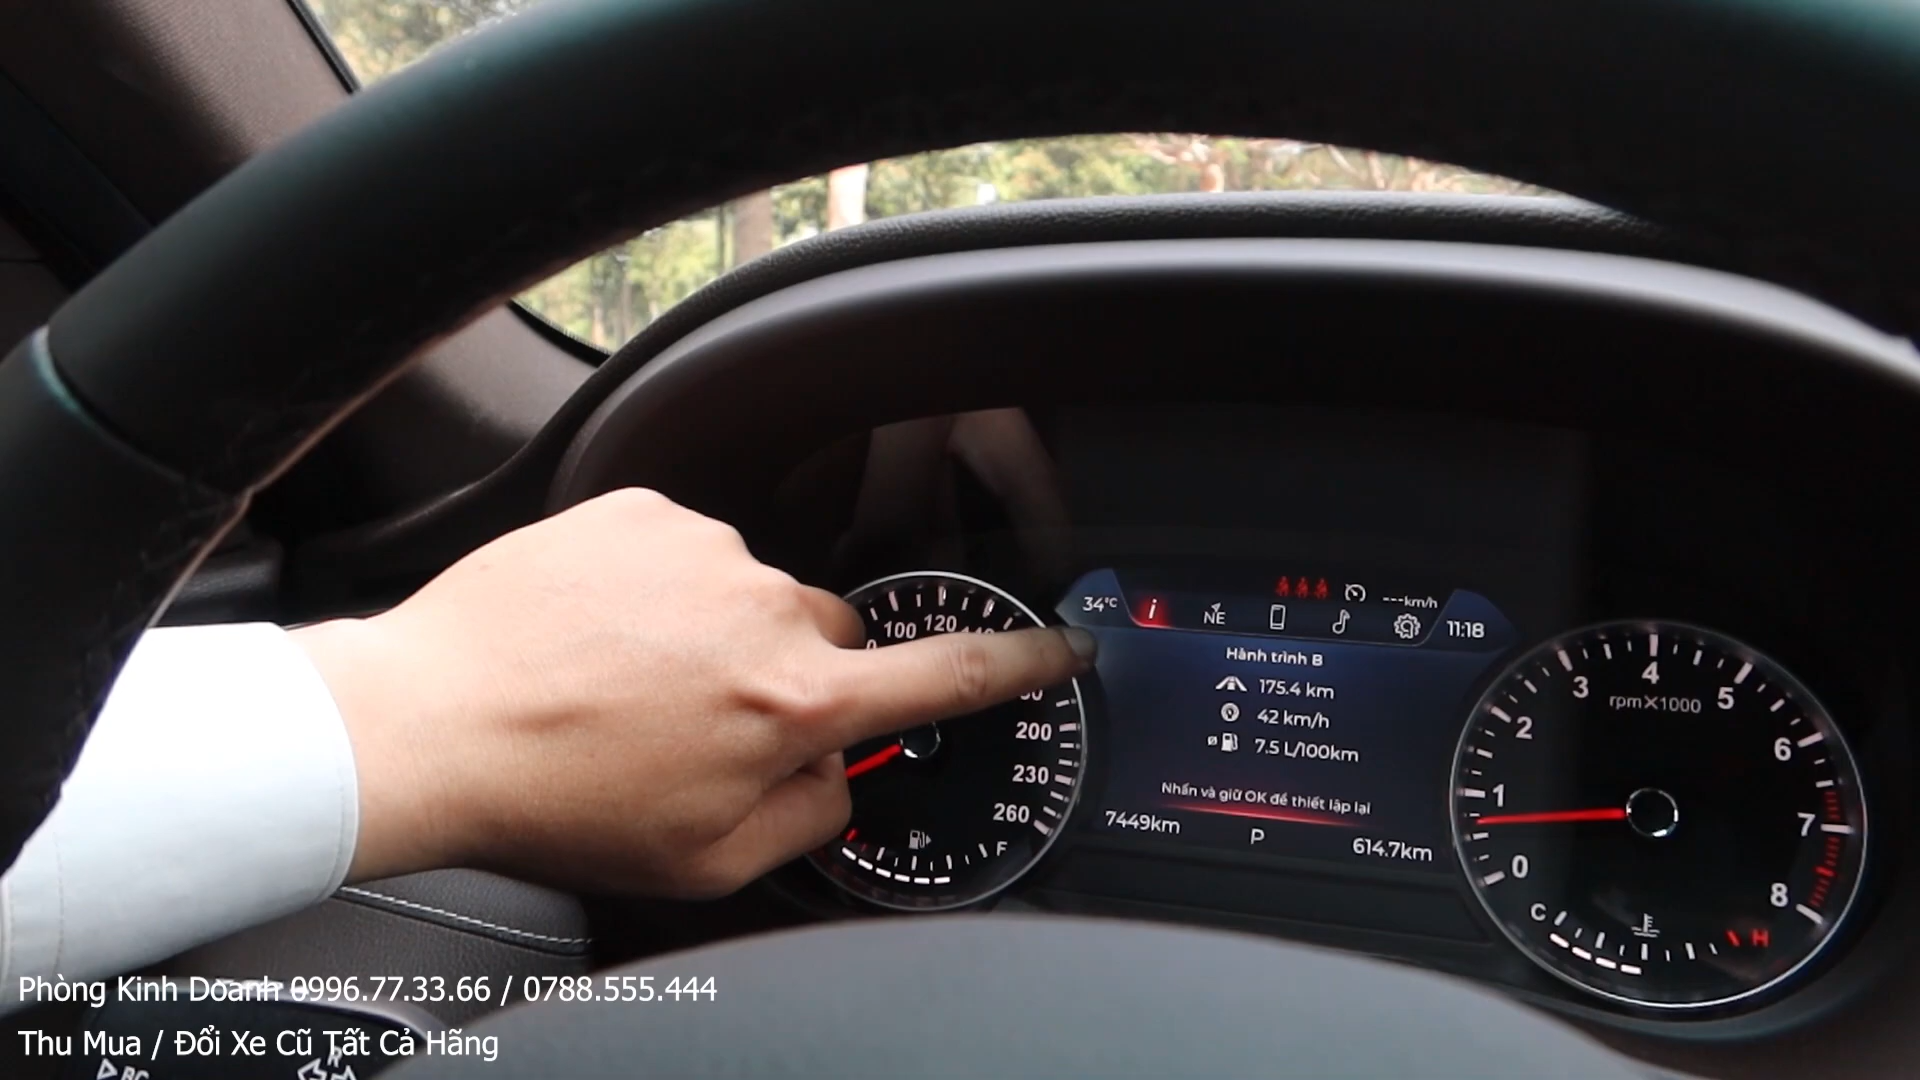 100 120 140
200
230
260
F
34°C
i
NE
---km/h
11:18
Hành trình B
175.4 km
42 km/h
ø 7.5 L/100km
Nhấn và giữ OK để thiết lập lại
7449km P 614.7km
0 1 2 3 4 5 6 7 8
rpmX1000
C H
Phòng Kinh Doanh 0996.77.33.66 / 0788.555.444
Thu Mua / Đổi Xe Cũ Tất Cả Hãng
R